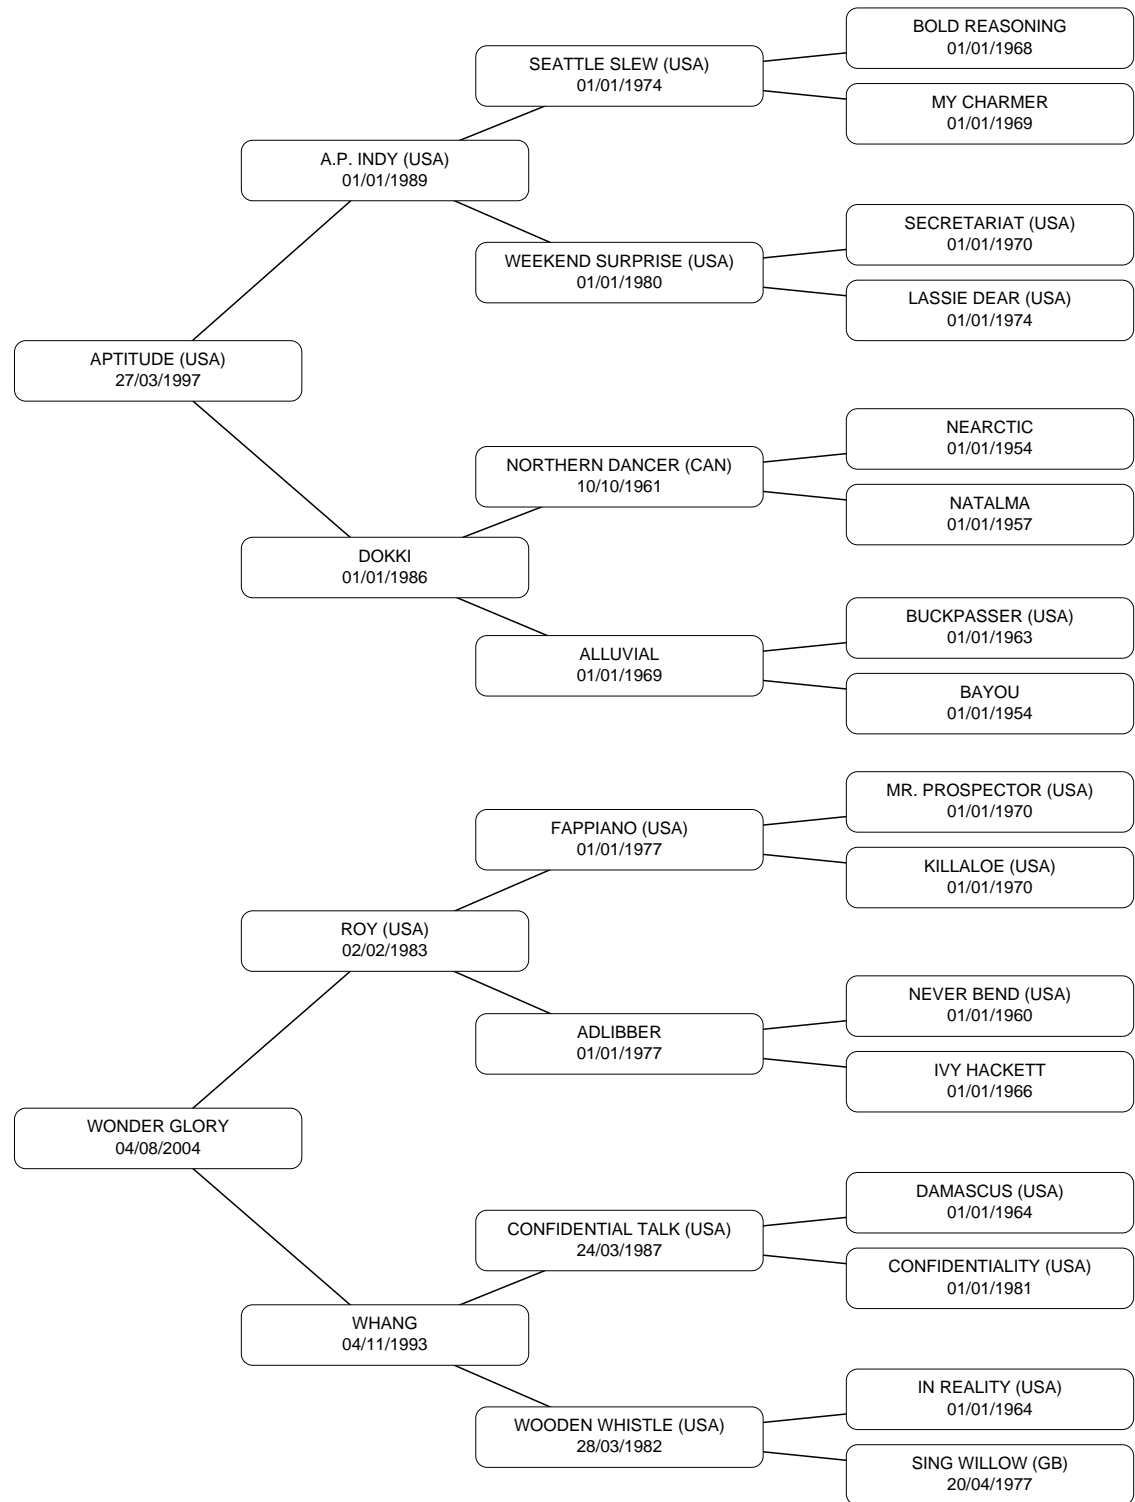 BOLD REASONING
01/01/1968
SEATTLE SLEW (USA)
01/01/1974
MY CHARMER
01/01/1969
A.P. INDY (USA)
01/01/1989
SECRETARIAT (USA)
01/01/1970
WEEKEND SURPRISE (USA)
01/01/1980
LASSIE DEAR (USA)
01/01/1974
APTITUDE (USA)
27/03/1997
NEARCTIC
01/01/1954
NORTHERN DANCER (CAN)
10/10/1961
NATALMA
01/01/1957
DOKKI
01/01/1986
BUCKPASSER (USA)
01/01/1963
ALLUVIAL
01/01/1969
BAYOU
01/01/1954
MR. PROSPECTOR (USA)
01/01/1970
FAPPIANO (USA)
01/01/1977
KILLALOE (USA)
01/01/1970
ROY (USA)
02/02/1983
NEVER BEND (USA)
01/01/1960
ADLIBBER
01/01/1977
IVY HACKETT
01/01/1966
WONDER GLORY
04/08/2004
DAMASCUS (USA)
01/01/1964
CONFIDENTIAL TALK (USA)
24/03/1987
CONFIDENTIALITY (USA)
01/01/1981
WHANG
04/11/1993
IN REALITY (USA)
01/01/1964
WOODEN WHISTLE (USA)
28/03/1982
SING WILLOW (GB)
20/04/1977